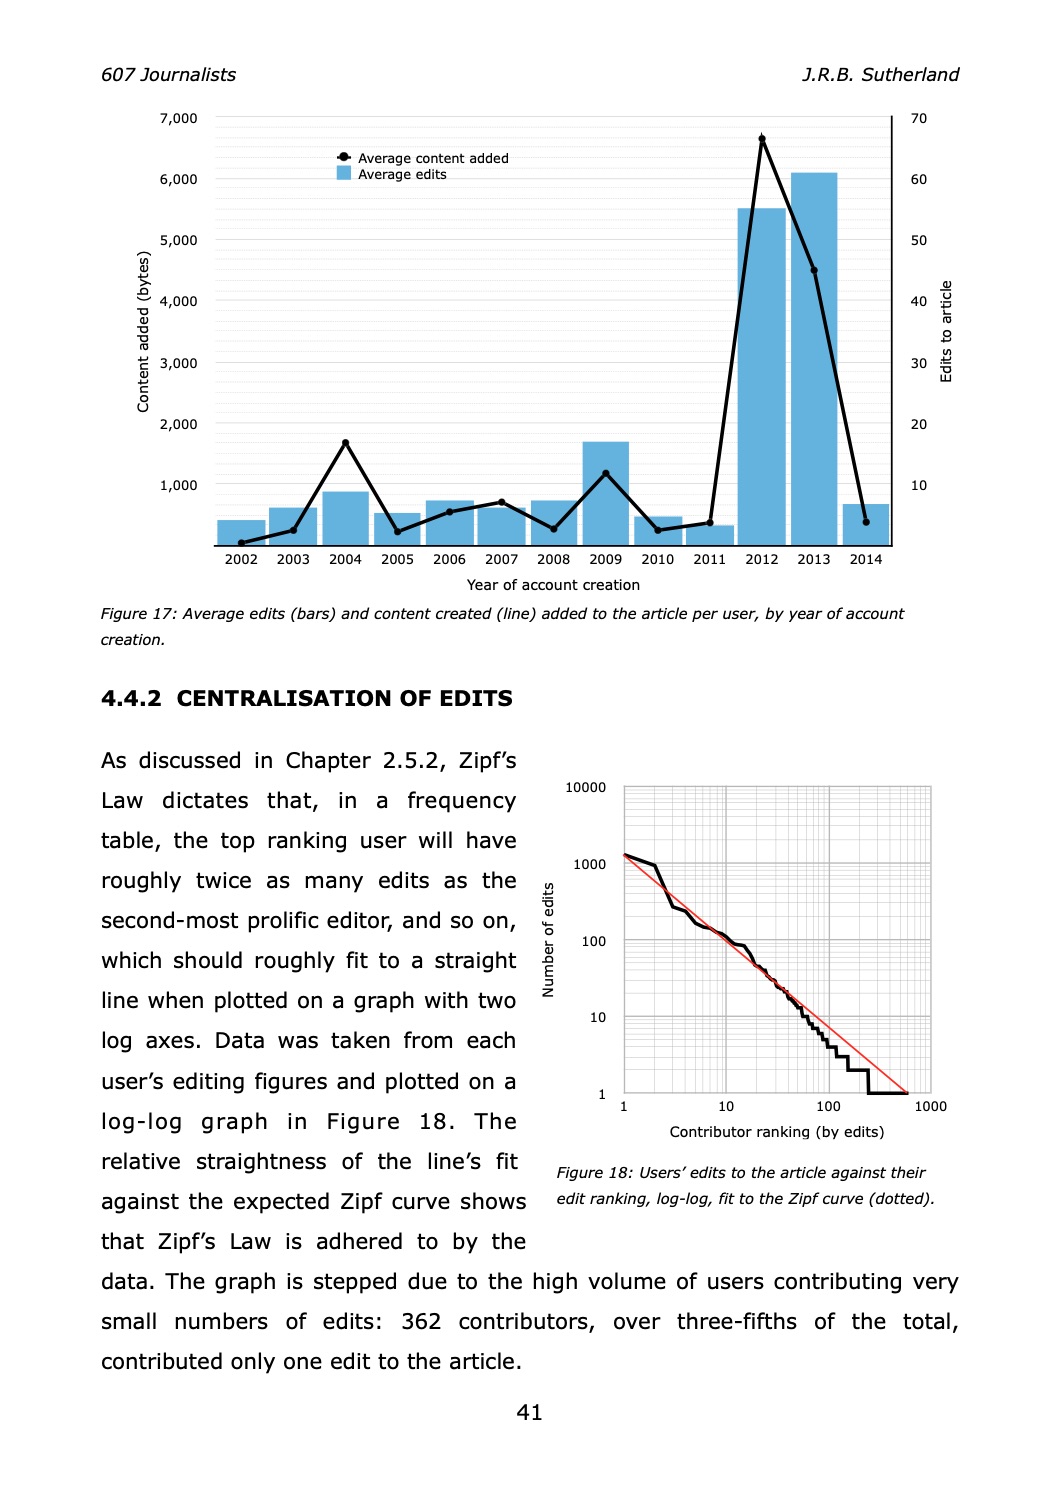 607 Journalists
J.R.B. Sutherland
7,000
6,000
5,000
4,000
3,000
2,000
1,000
Content added (bytes)
Average content added
Average edits
70
60
50
40
30
20
10
Edits to article
2002 2003 2004 2005 2006 2007 2008 2009 2010 2011 2012 2013 2014
Year of account creation
Figure 17: Average edits (bars) and content created (line) added to the article per user, by year of account
creation.
4.4.2 CENTRALISATION OF EDITS
As discussed in Chapter 2.5.2, Zipf’s
Law dictates that, in a frequency
table, the top ranking user will have
roughly twice as many edits as the
second-most prolific editor, and so on,
which should roughly fit to a straight
line when plotted on a graph with two
log axes. Data was taken from each
user’s editing figures and plotted on a
log-log graph in Figure 18. The
relative straightness of the line’s fit
against the expected Zipf curve shows
that Zipf’s Law is adhered to by the
10000
1000
100
10
1
Number of edits
1 10 100 1000
Contributor ranking (by edits)
Figure 18: Users’ edits to the article against their
edit ranking, log-log, fit to the Zipf curve (dotted).
data. The graph is stepped due to the high volume of users contributing very
small numbers of edits: 362 contributors, over three-fifths of the total,
contributed only one edit to the article.
41